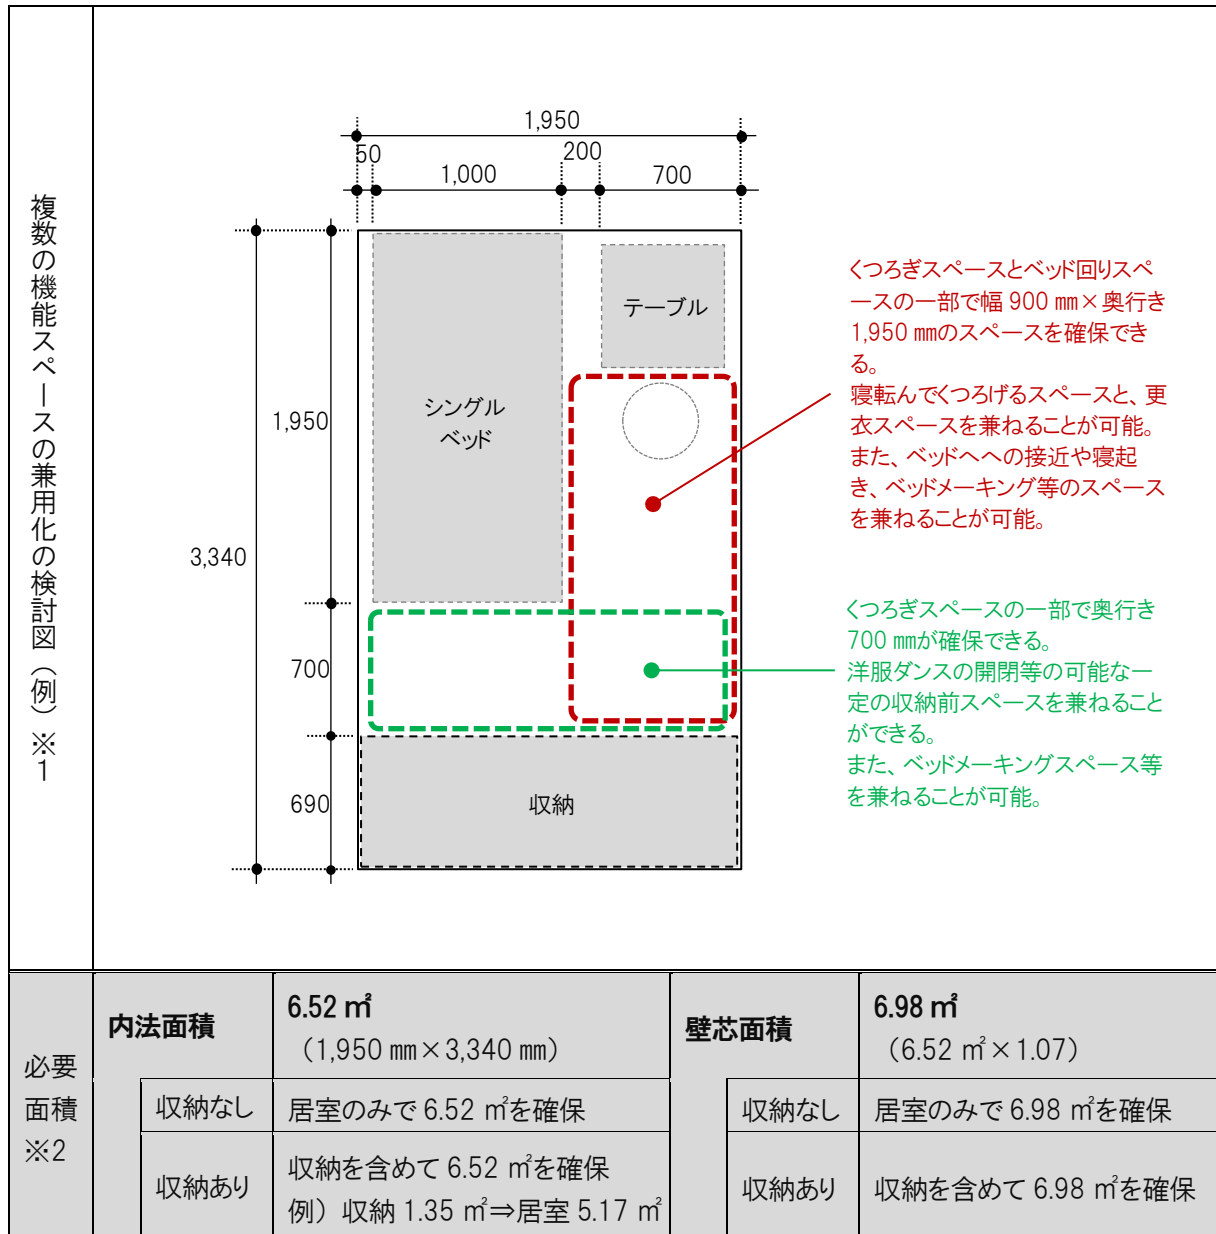 複数の機能スペースの兼用化の検討図（例）※1
1,950
50
200
1,000
700
テーブル
シングル
ベッド
1,950
3,340
700
690
収納
くつろぎスペースとベッド回りスペ
ースの一部で幅 900 ㎜×奥行き
1,950 ㎜のスペースを確保でき
る。
寝転んでくつろげるスペースと、更
衣スペースを兼ねることが可能。
また、ベッドへへの接近や寝起
き、ベッドメーキング等のスペース
を兼ねることが可能。
くつろぎスペースの一部で奥行き
700 ㎜が確保できる。
洋服ダンスの開閉等の可能な一
定の収納前スペースを兼ねること
ができる。
また、ベッドメーキングスペース等
を兼ねることが可能。
必要
面積
※2
内法面積
6.52 ㎡
（1,950 ㎜×3,340 ㎜）
壁芯面積
6.98 ㎡
（6.52 ㎡×1.07）
収納なし
居室のみで 6.52 ㎡を確保
収納なし
居室のみで 6.98 ㎡を確保
収納あり
収納を含めて 6.52 ㎡を確保
例）収納 1.35 ㎡⇒居室 5.17 ㎡
収納あり
収納を含めて 6.98 ㎡を確保